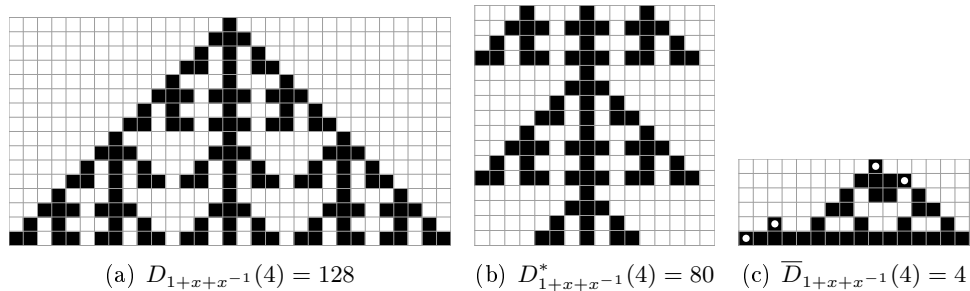 (a) D_{1+x+x^{-1}}(4) = 128
(b) D^*_{1+x+x^{-1}}(4) = 80
(c) \overline{D}_{1+x+x^{-1}}(4) = 4